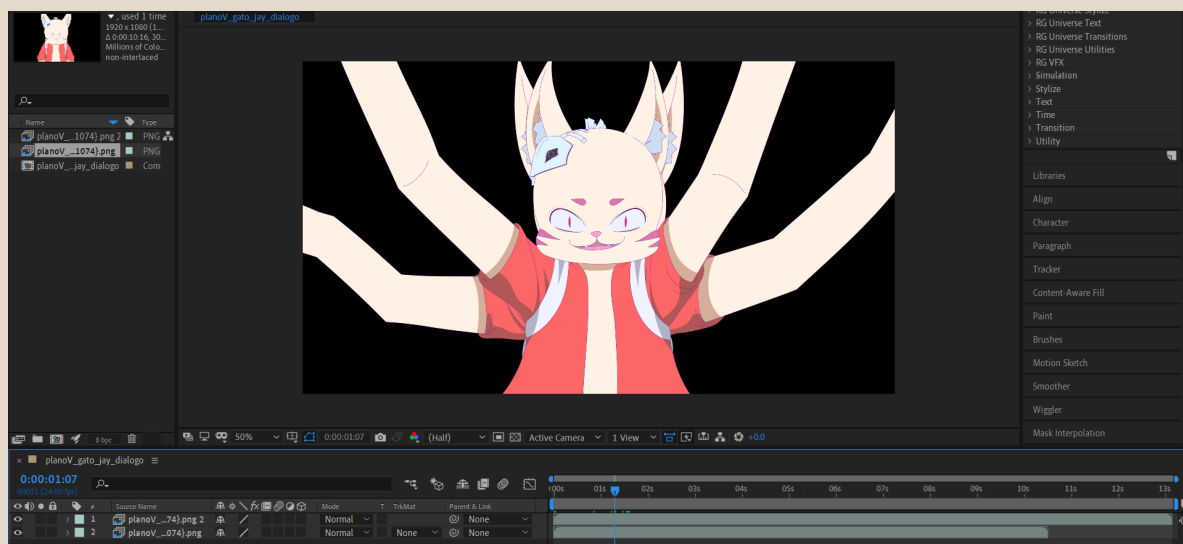 , used 1 time
1920 x 1080 (1...
Δ 0:00:10:16, 30...
Millions of Colo...
non-interlaced
Name Type
planoV_...1074}.png 2 PNG
planoV_...1074}.png PNG
planoV_...jay_dialogo Com
8 bpc
planoV_gato_jay_dialogo
50% 0:00:01:07 (Half) Active Camera 1 View +0.0
RG Universe Stylize
RG Universe Text
RG Universe Transitions
RG Universe Utilities
RG VFX
Simulation
Stylize
Text
Time
Transition
Utility
Libraries
Align
Character
Paragraph
Tracker
Content-Aware Fill
Paint
Brushes
Motion Sketch
Smoother
Wiggler
Mask Interpolation
planoV_gato_jay_dialogo
0:00:01:07
00031 (24.00 fps)
:00s 01s 02s 03s 04s 05s 06s 07s 08s 09s 10s 11s 12s 13s
# Source Name fx Mode T TrkMat Parent & Link
1 planoV_...74}.png 2 Normal None
2 planoV_...074}.png Normal None None